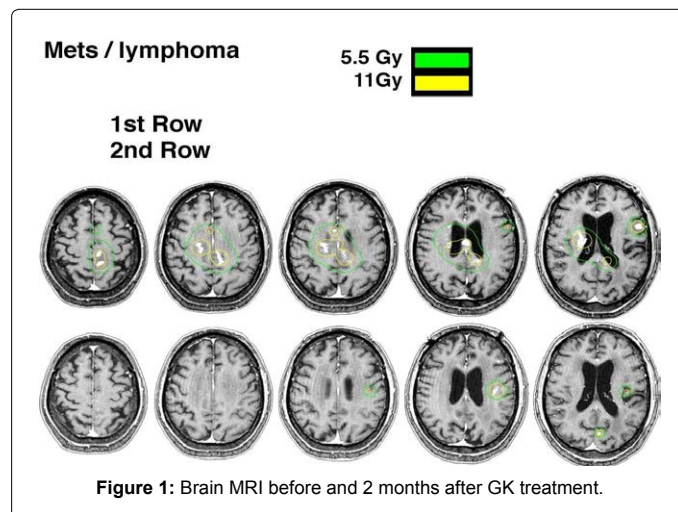 Mets / lymphoma
5.5 Gy
11Gy
1st Row
2nd Row
Figure 1: Brain MRI before and 2 months after GK treatment.